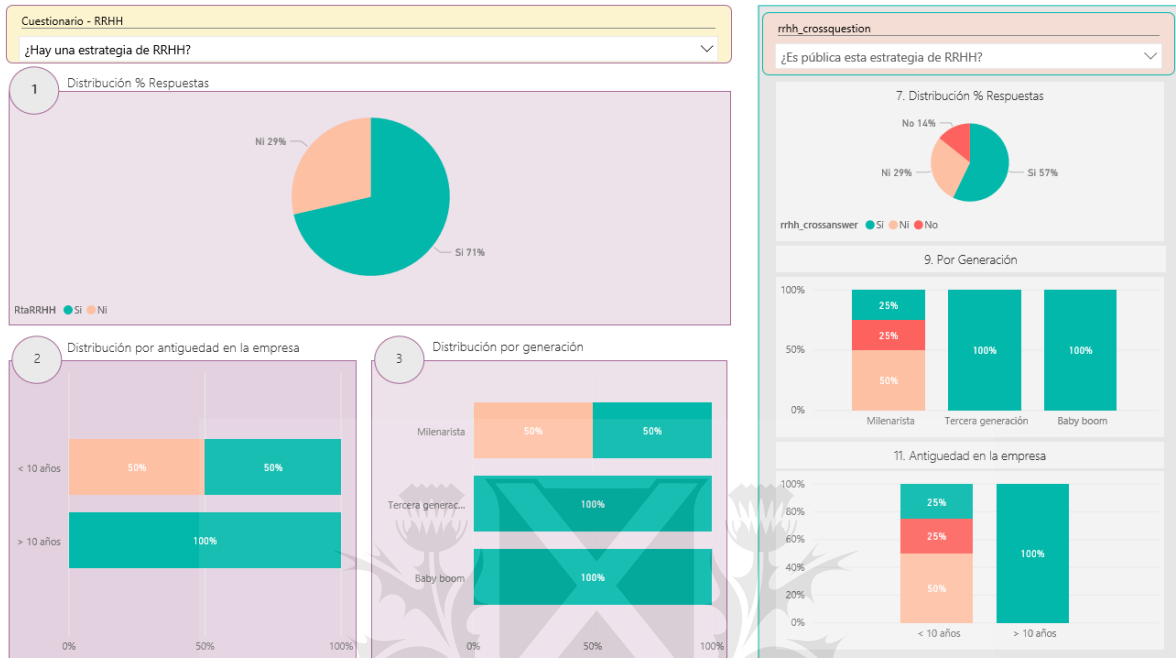 Cuestionario - RRHH
¿Hay una estrategia de RRHH?
1
Distribución % Respuestas
Ni 29%
Si 71%
RtaRRHH Si Ni
2
Distribución por antiguedad en la empresa
< 10 años
50%
50%
> 10 años
100%
0%
50%
100%
3
Distribución por generación
Milenarista
50%
50%
Tercera generac...
100%
Baby boom
100%
0%
50%
100%
rrhh_crossquestion
¿Es pública esta estrategia de RRHH?
7. Distribución % Respuestas
No 14%
Ni 29%
Si 57%
rrhh_crossanswer Si Ni No
9. Por Generación
100%
50%
0%
25%
25%
50%
100%
100%
Milenarista
Tercera generación
Baby boom
11. Antiguedad en la empresa
100%
80%
60%
40%
20%
0%
25%
25%
50%
100%
< 10 años
> 10 años